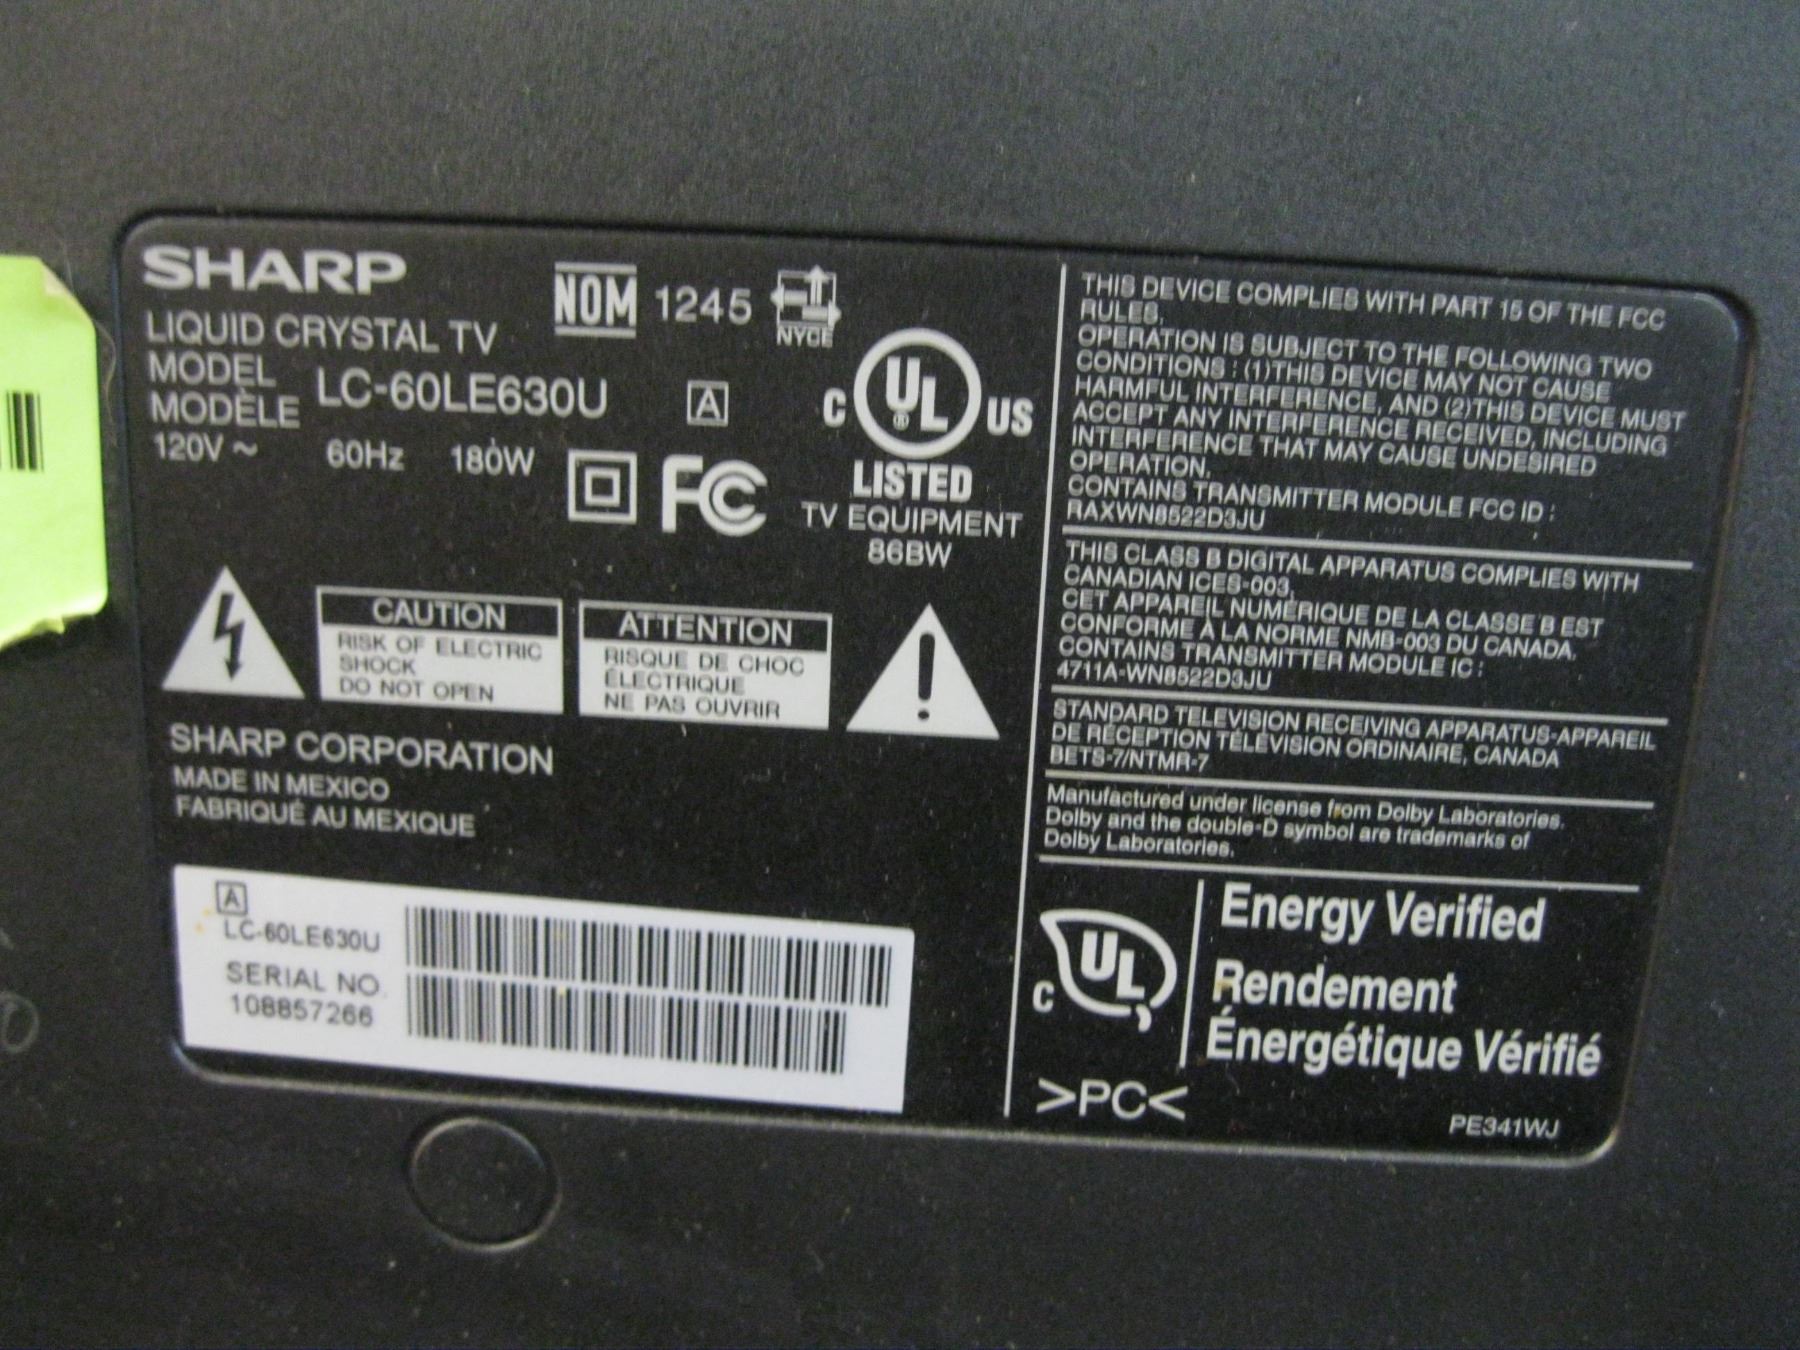 SHARP
LIQUID CRYSTAL TV
MODEL
MODÈLE
LC-60LE630U
A
120V ~ 60Hz 180W
NOM 1245 NYCE
FC
C UL ® US
LISTED
TV EQUIPMENT
86BW
CAUTION
RISK OF ELECTRIC
SHOCK
DO NOT OPEN
ATTENTION
RISQUE DE CHOC
ÉLECTRIQUE
NE PAS OUVRIR
SHARP CORPORATION
MADE IN MEXICO
FABRIQUÉ AU MEXIQUE
A
LC-60LE630U
SERIAL NO.
108857266
THIS DEVICE COMPLIES WITH PART 15 OF THE FCC
RULES.
OPERATION IS SUBJECT TO THE FOLLOWING TWO
CONDITIONS : (1)THIS DEVICE MAY NOT CAUSE
HARMFUL INTERFERENCE, AND (2)THIS DEVICE MUST
ACCEPT ANY INTERFERENCE RECEIVED, INCLUDING
INTERFERENCE THAT MAY CAUSE UNDESIRED
OPERATION.
CONTAINS TRANSMITTER MODULE FCC ID :
RAXWN8522D3JU
THIS CLASS B DIGITAL APPARATUS COMPLIES WITH
CANADIAN ICES-003.
CET APPAREIL NUMÉRIQUE DE LA CLASSE B EST
CONFORME À LA NORME NMB-003 DU CANADA.
CONTAINS TRANSMITTER MODULE IC :
4711A-WN8522D3JU
STANDARD TELEVISION RECEIVING APPARATUS-APPAREIL
DE RÉCEPTION TÉLÉVISION ORDINAIRE, CANADA
BETS-7/NTMR-7
Manufactured under license from Dolby Laboratories.
Dolby and the double-D symbol are trademarks of
Dolby Laboratories.
C UL
Energy Verified
Rendement
Énergétique Vérifié
>PC<
PE341WJ